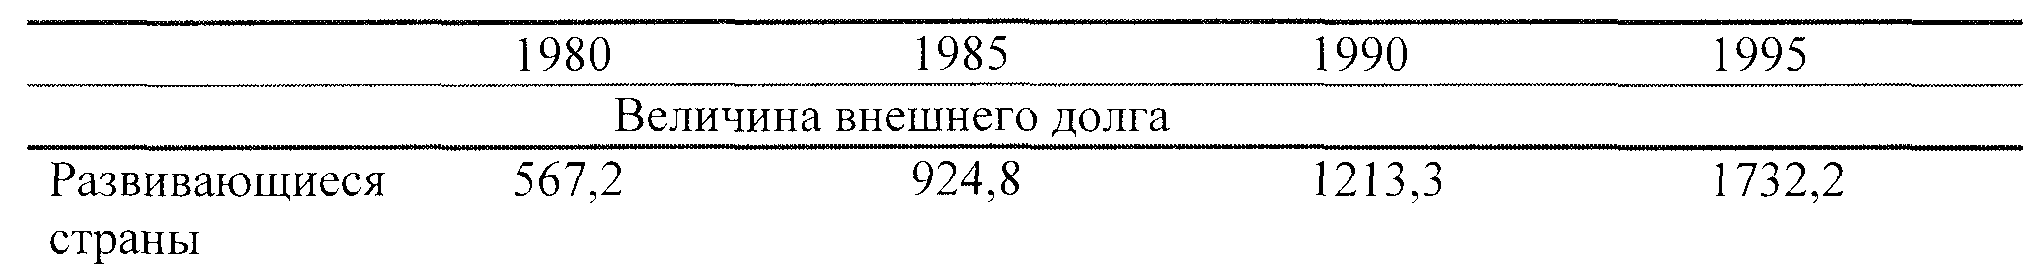 1980 1985 1990 1995
Величина внешнего долга
Развивающиеся 567,2 924,8 1213,3 1732,2
страны